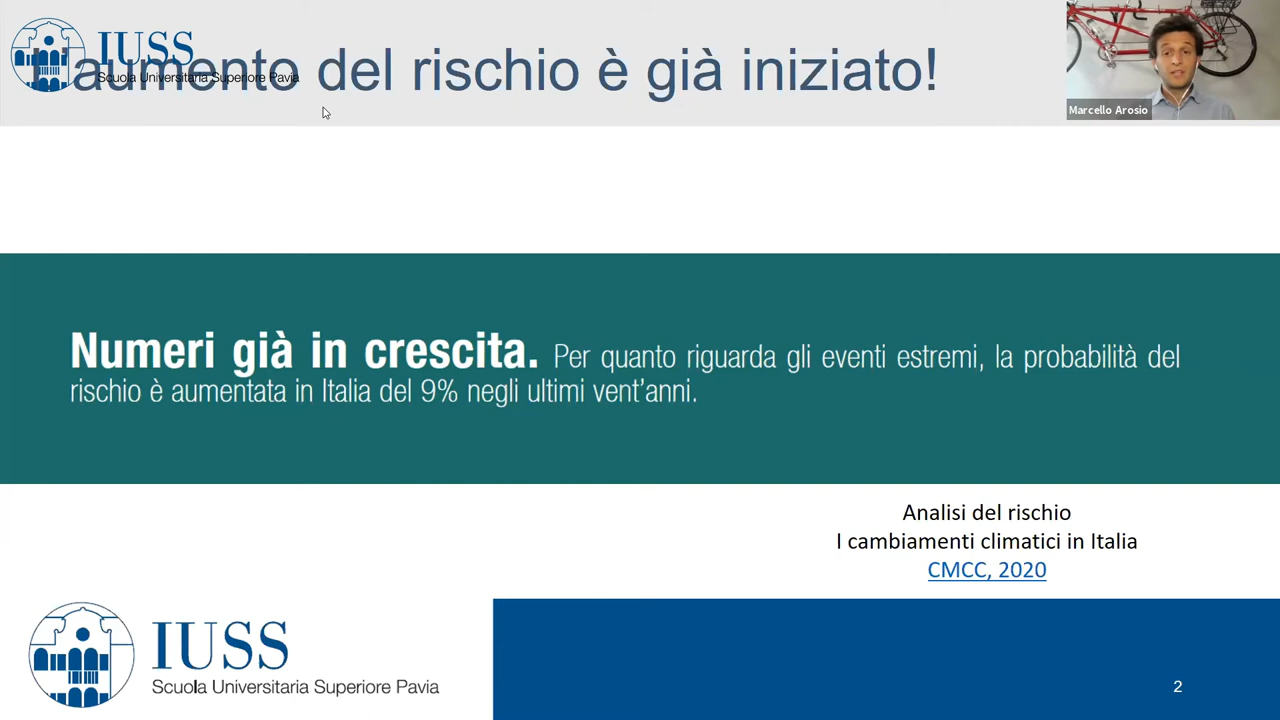 IUSS
Scuola Universitaria Superiore Pavia
L'aumento del rischio è già iniziato!
Marcello Arosio
Numeri già in crescita. Per quanto riguarda gli eventi estremi, la probabilità del
rischio è aumentata in Italia del 9% negli ultimi vent'anni.
Analisi del rischio
I cambiamenti climatici in Italia
CMCC, 2020
IUSS
Scuola Universitaria Superiore Pavia
2